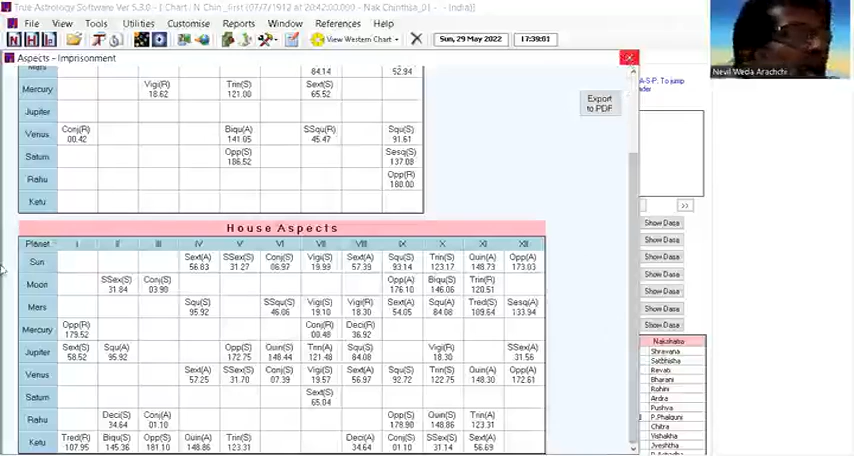 True Astrology Software Ver 5.3.0 - [ Chart : N Chin _first (07/7/1912 at 20:42:00.000 - Nak Chinthija_01 - - India)]
File View Tools Utilities Customise Reports Window References Help
View Western Chart
Sun, 29 May 2022
17:39:01
Aspects - Imprisonment
Nevil Weda Arachchi
A-S-P. To jump
Export
to PDF
84.14 52.94
Mercury Vigi(R) Trin(S) Sext(S)
18.62 121.00 65.52
Jupiter
Venus Conj(R) Biqu(A) SSqu(R) Squ(S)
00.42 141.05 45.47 91.61
Saturn Opp(S) Sesq(S)
186.52 137.08
Rahu Opp(R)
180.00
Ketu
House Aspects
Planet I II III IV V VI VII VIII IX X XI XII
Sun Sext(A) SSex(S) Conj(S) Vigi(S) Sext(A) Squ(S) Trin(S) Quin(A) Opp(A)
56.83 31.27 06.97 19.99 57.39 93.14 123.17 148.73 173.03
Moon SSex(S) Conj(S) Opp(A) Biqu(S) Trin(R)
31.84 03.90 176.10 146.06 120.51
Mars Squ(S) SSqu(S) Vigi(S) Vigi(R) Sext(A) Squ(A) Tred(S) Sesq(A)
95.92 46.06 19.10 18.30 54.05 84.08 109.64 133.94
Mercury Opp(R) Conj(R) Deci(R)
179.52 00.48 36.92
Jupiter Sext(S) Squ(A) Opp(S) Quin(S) Trin(A) Squ(S) Vigi(R) SSex(A)
58.52 95.92 172.75 148.44 121.48 84.08 18.30 31.56
Venus Sext(A) SSex(S) Conj(S) Vigi(S) Sext(A) Squ(S) Trin(S) Quin(A) Opp(A)
57.25 31.70 07.39 19.57 56.97 92.72 122.75 148.30 172.61
Saturn Sext(S)
65.04
Rahu Deci(S) Conj(A) Opp(S) Quin(S) Trin(A)
34.64 01.10 178.90 148.86 123.31
Ketu Tred(R) Biqu(S) Opp(S) Quin(A) Trin(S) Deci(A) Conj(S) SSex(S) Sext(A)
107.95 145.36 181.10 148.86 123.31 34.64 01.10 31.14 56.69
>>
Show Dasa
Show Dasa
Show Dasa
Show Dasa
Show Dasa
Show Dasa
Show Dasa
Nakshatra
Shravana
Satbhisha
Revati
Bharani
Rohini
Ardra
Pushya
P.Phalguni
Chitra
Vishakha
Jyeshtha